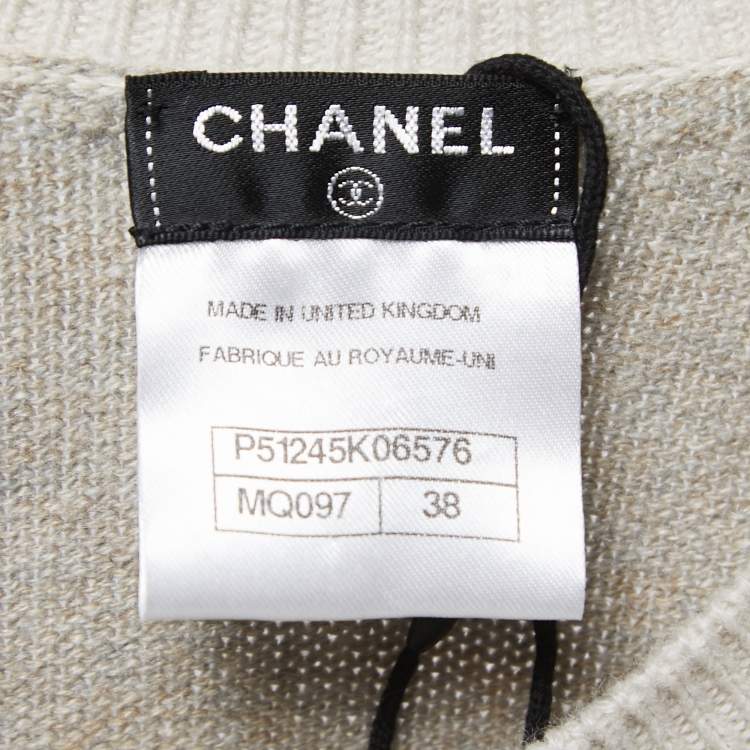 CHANEL
MADE IN UNITED KINGDOM
FABRIQUE AU ROYAUME-UNI
P51245K06576
MQ097 38